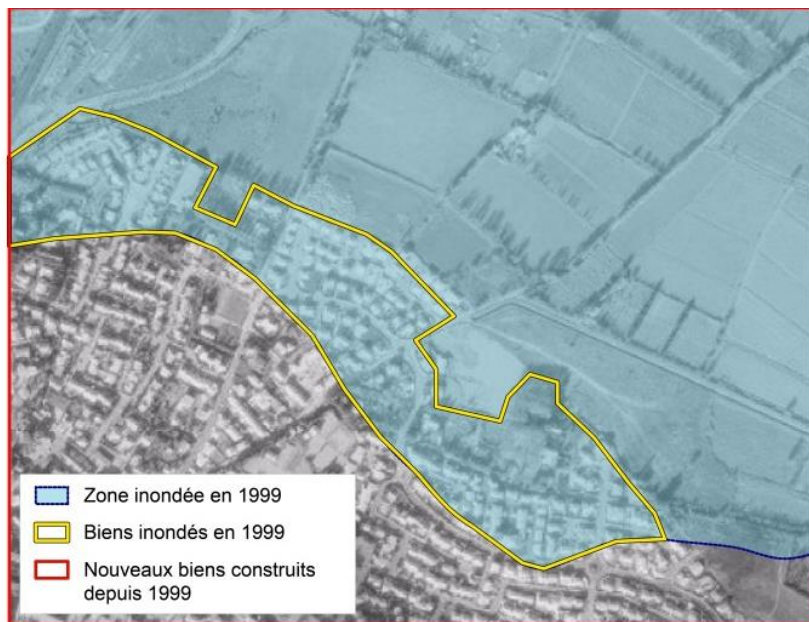 Zone inondée en 1999
Biens inondés en 1999
Nouveaux biens construits
depuis 1999